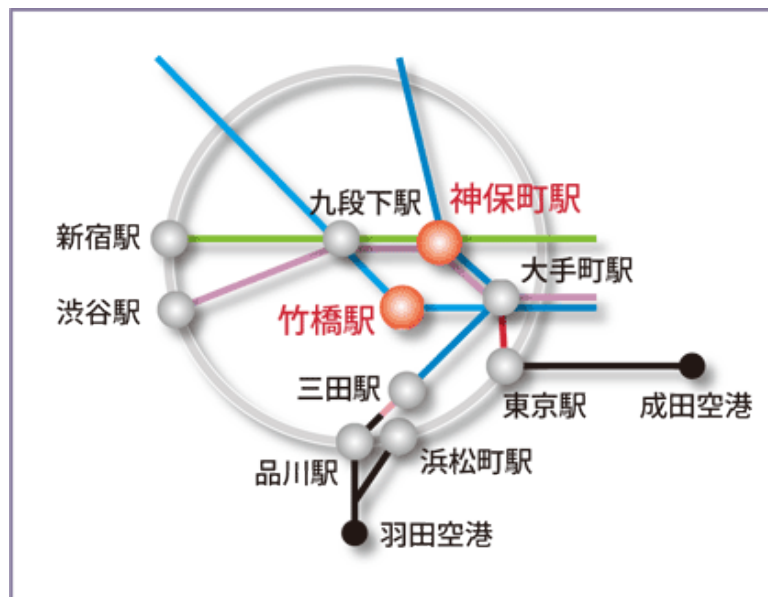 九段下駅
神保町駅
新宿駅
大手町駅
渋谷駅
竹橋駅
三田駅
東京駅
成田空港
品川駅
浜松町駅
羽田空港